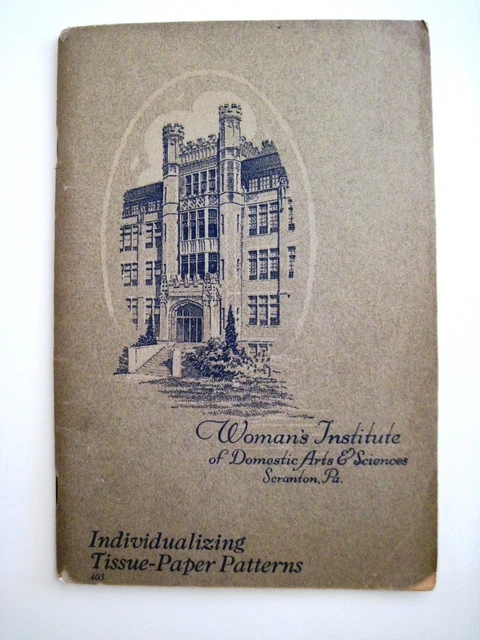 Woman's Institute
of Domestic Arts & Sciences
Scranton, Pa.
Individualizing
Tissue-Paper Patterns
403